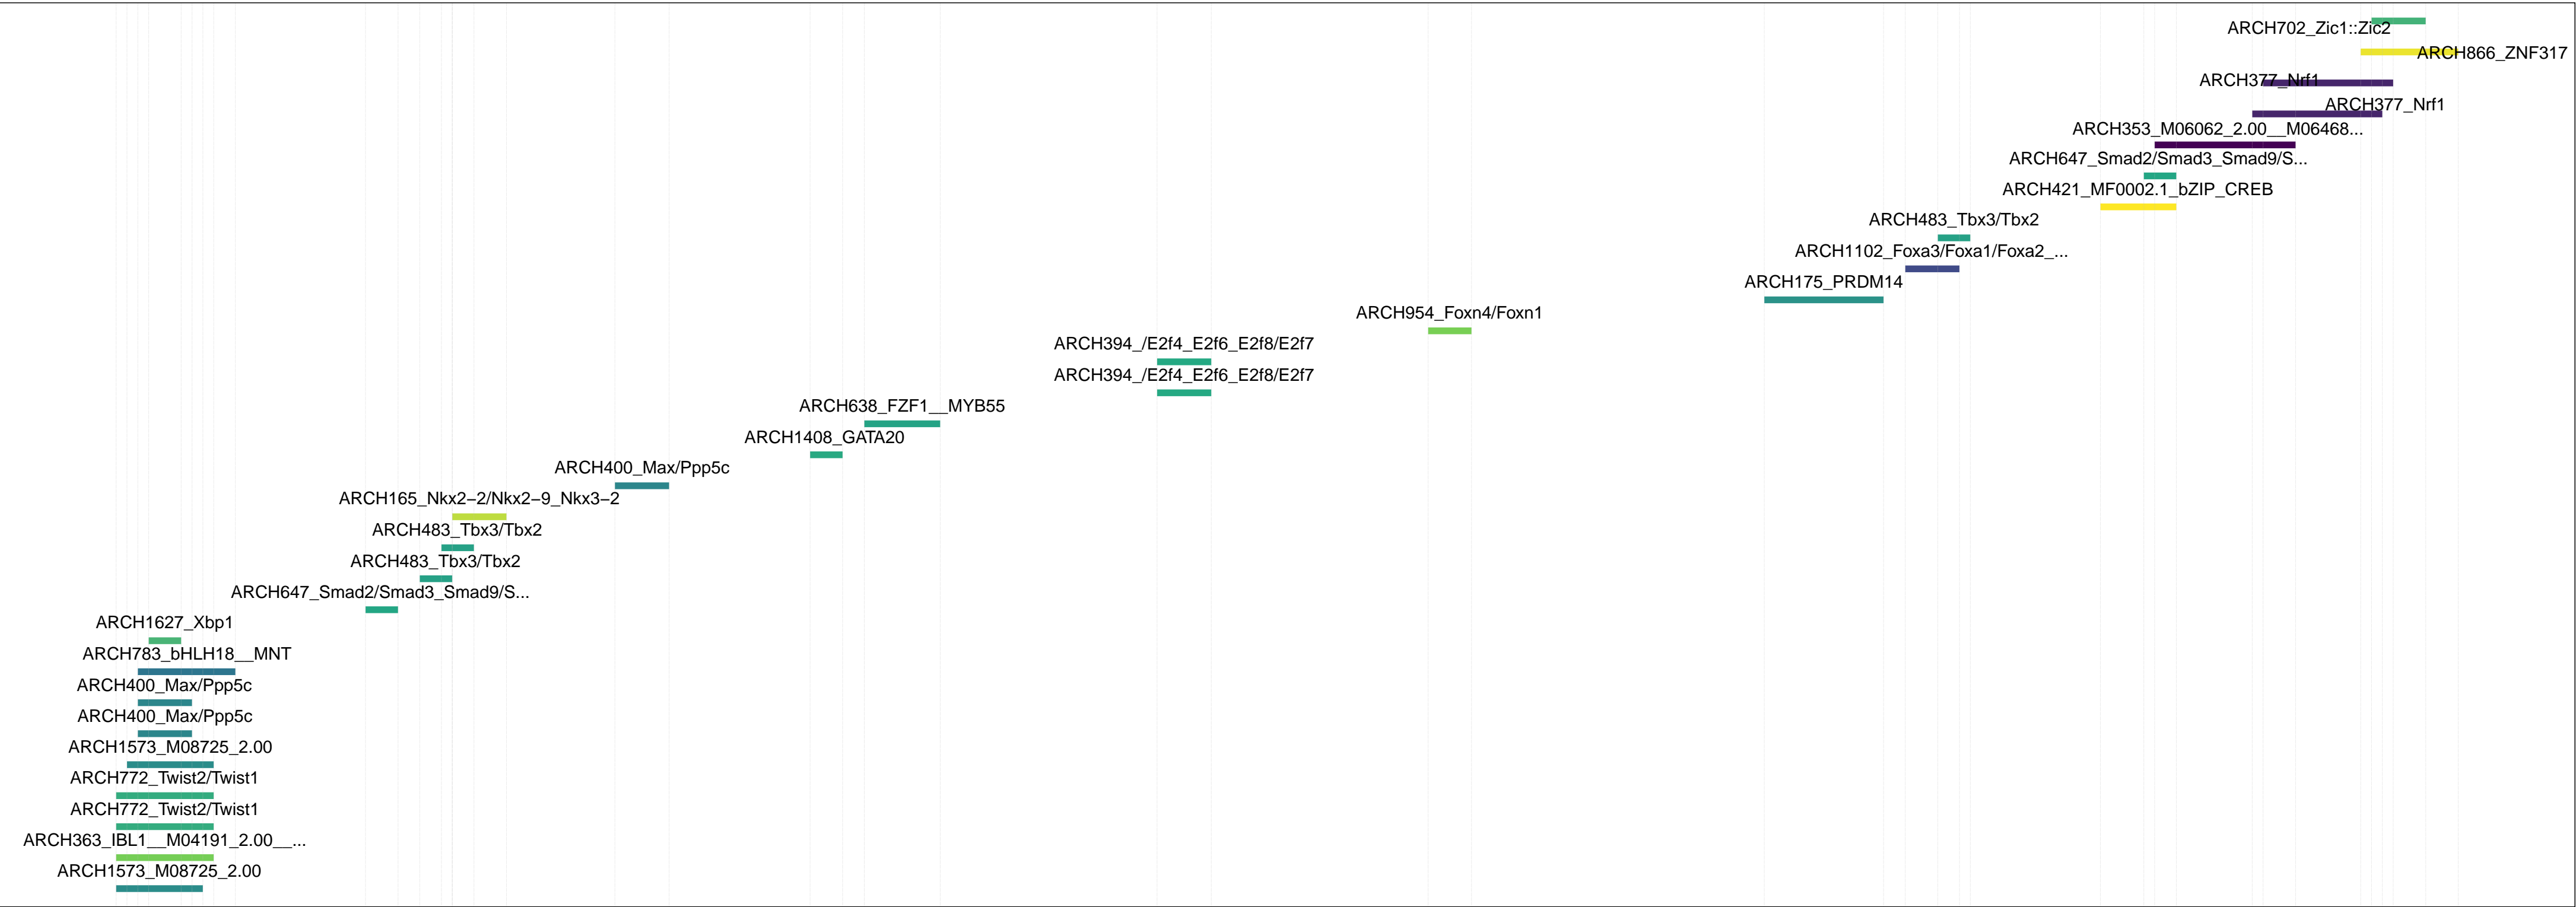 ARCH702_Zic1::Zic2
ARCH866_ZNF317
ARCH377_Nrf1
ARCH377_Nrf1
ARCH353_M06062_2.00__M06468...
ARCH647_Smad2/Smad3_Smad9/S...
ARCH421_MF0002.1_bZIP_CREB
ARCH483_Tbx3/Tbx2
ARCH1102_Foxa3/Foxa1/Foxa2_...
ARCH175_PRDM14
ARCH954_Foxn4/Foxn1
ARCH394_/E2f4_E2f6_E2f8/E2f7
ARCH394_/E2f4_E2f6_E2f8/E2f7
ARCH638_FZF1__MYB55
ARCH1408_GATA20
ARCH400_Max/Ppp5c
ARCH165_Nkx2−2/Nkx2−9_Nkx3−2
ARCH483_Tbx3/Tbx2
ARCH483_Tbx3/Tbx2
ARCH647_Smad2/Smad3_Smad9/S...
ARCH1627_Xbp1
ARCH783_bHLH18__MNT
ARCH400_Max/Ppp5c
ARCH400_Max/Ppp5c
ARCH1573_M08725_2.00
ARCH772_Twist2/Twist1
ARCH772_Twist2/Twist1
ARCH363_IBL1__M04191_2.00__...
ARCH1573_M08725_2.00